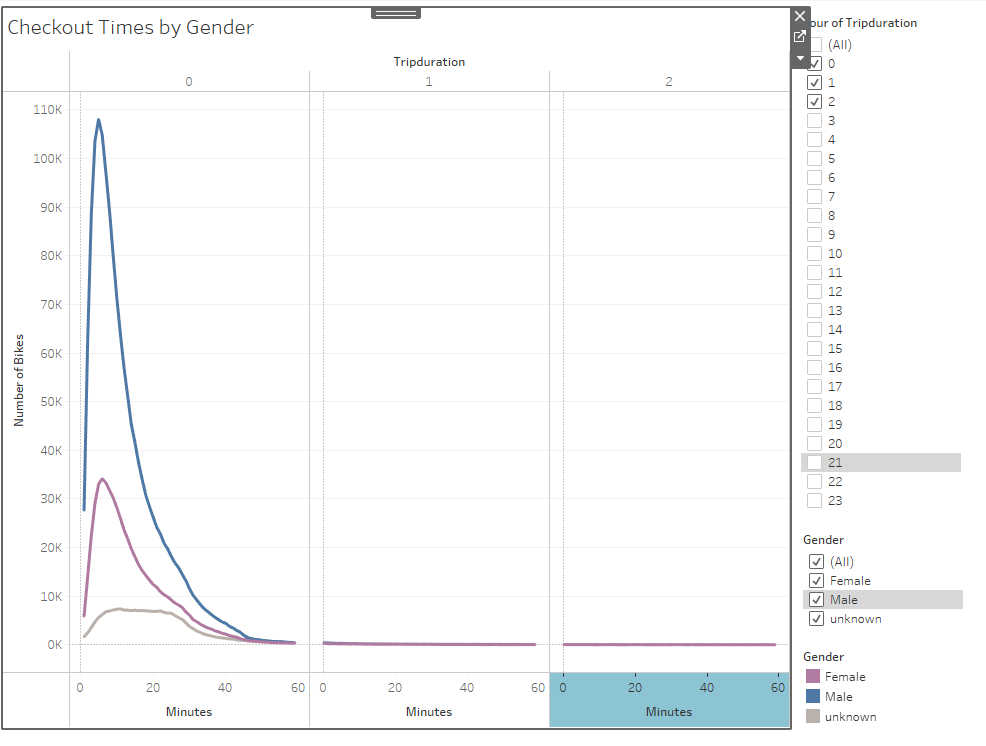 Checkout Times by Gender
Tripduration
0 1 2
110K
100K
90K
80K
70K
60K
50K
40K
30K
20K
10K
0K
Number of Bikes
0 20 40 60 0 20 40 60 0 20 40 60
Minutes Minutes Minutes
our of Tripduration
(All)
0
1
2
3
4
5
6
7
8
9
10
11
12
13
14
15
16
17
18
19
20
21
22
23
Gender
(All)
Female
Male
unknown
Gender
Female
Male
unknown